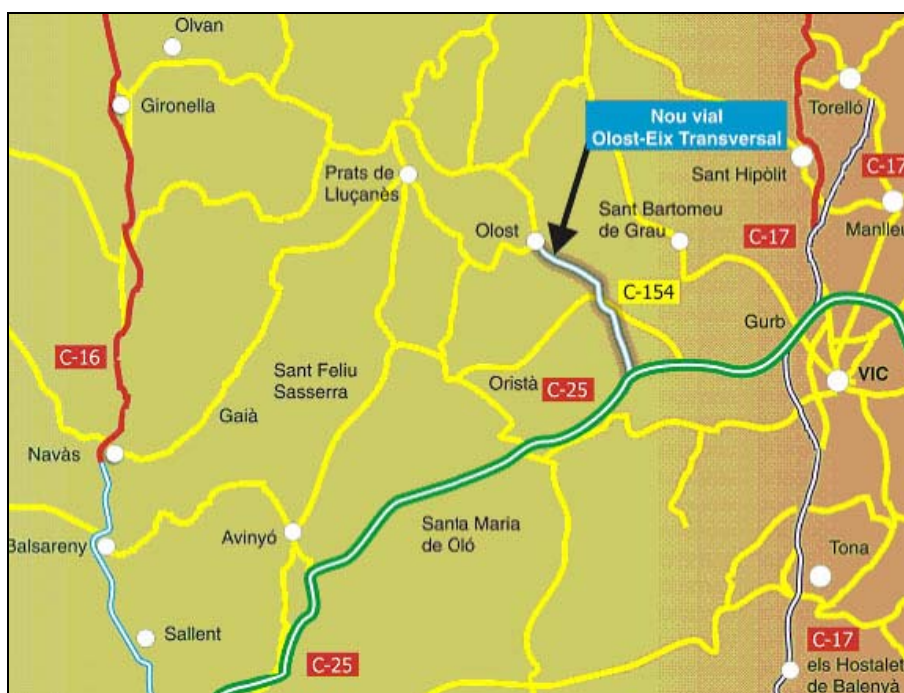 Olvan
Gironella
Nou vial
Olost-Eix Transversal
Torelló
Prats de
Lluçanès
Sant Hipòlit
C-17
Olost
Sant Bartomeu
de Grau
C-17
Manlleu
C-154
Gurb
C-16
Sant Feliu
Sasserra
Oristà
C-25
VIC
Gaià
Navàs
Santa Maria
de Oló
Avinyó
Balsareny
Tona
Sallent
C-25
C-17
els Hostalet
de Balenyà